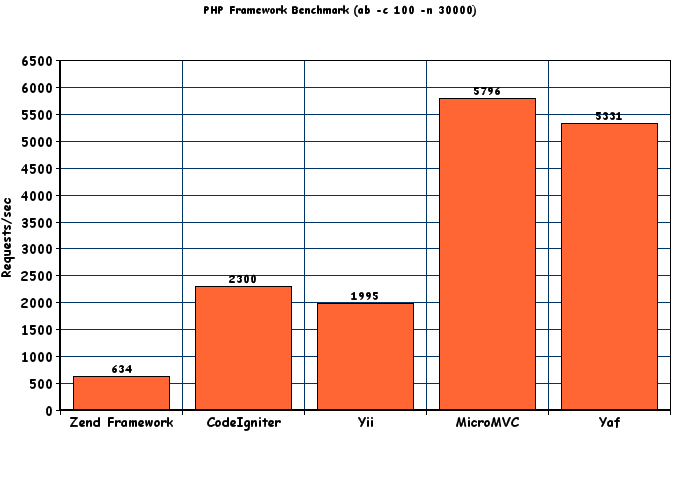 PHP Framework Benchmark (ab -c 100 -n 30000)
6500
6000
5500
5000
4500
4000
3500
3000
2500
2000
1500
1000
500
0
Requests/sec
634
2300
1995
5796
5331
Zend Framework
CodeIgniter
Yii
MicroMVC
Yaf